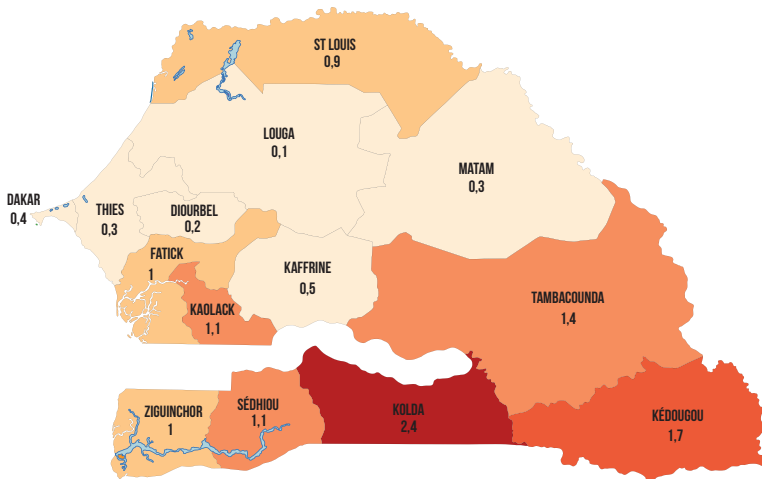 ST LOUIS
0,9
LOUGA
0,1
MATAM
0,3
DAKAR
0,4
THIES
0,3
DIOURBEL
0,2
FATICK
1
KAFFRINE
0,5
KAOLACK
1,1
TAMBACOUNDA
1,4
ZIGUINCHOR
1
SÉDHIOU
1,1
KOLDA
2,4
KÉDOUGOU
1,7